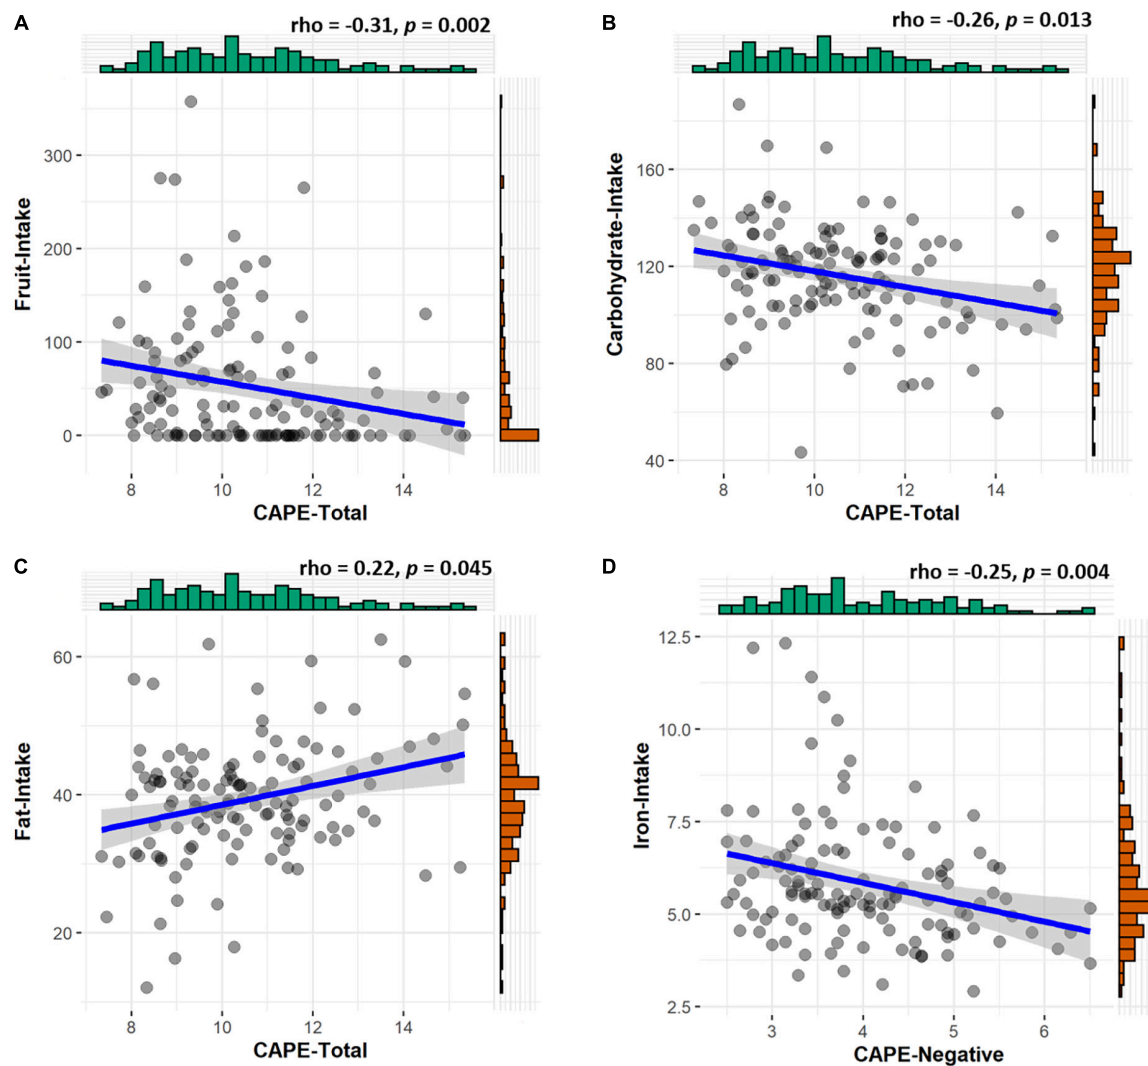 A
rho = -0.31, p = 0.002
Fruit-Intake
300
200
100
0
8 10 12 14
CAPE-Total
B
rho = -0.26, p = 0.013
Carbohydrate-Intake
160
120
80
40
8 10 12 14
CAPE-Total
C
rho = 0.22, p = 0.045
Fat-Intake
60
40
20
8 10 12 14
CAPE-Total
D
rho = -0.25, p = 0.004
Iron-Intake
12.5
10.0
7.5
5.0
2.5
3 4 5 6
CAPE-Negative